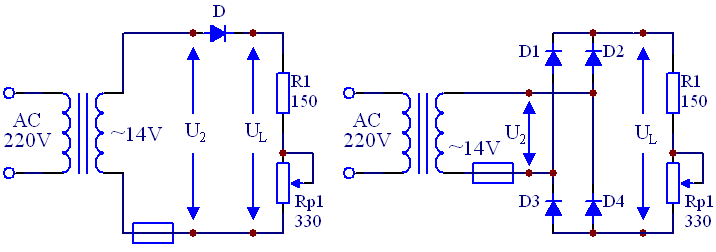 D
R1
150
AC
220V
~14V
U2
UL
Rp1
330
D1
D2
R1
150
AC
220V
~14V
U2
UL
D3
D4
Rp1
330